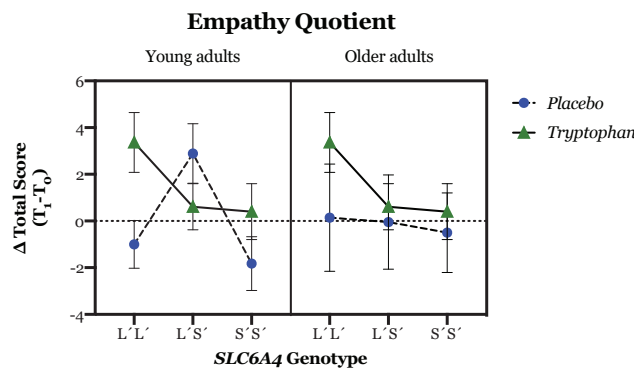 Empathy Quotient
Young adults
Older adults
Placebo
Tryptophan
6
4
2
0
-2
-4
Δ Total Score
(T₁-T₀)
L´L´ L´S´ S´S´ L´L´ L´S´ S´S´
SLC6A4 Genotype